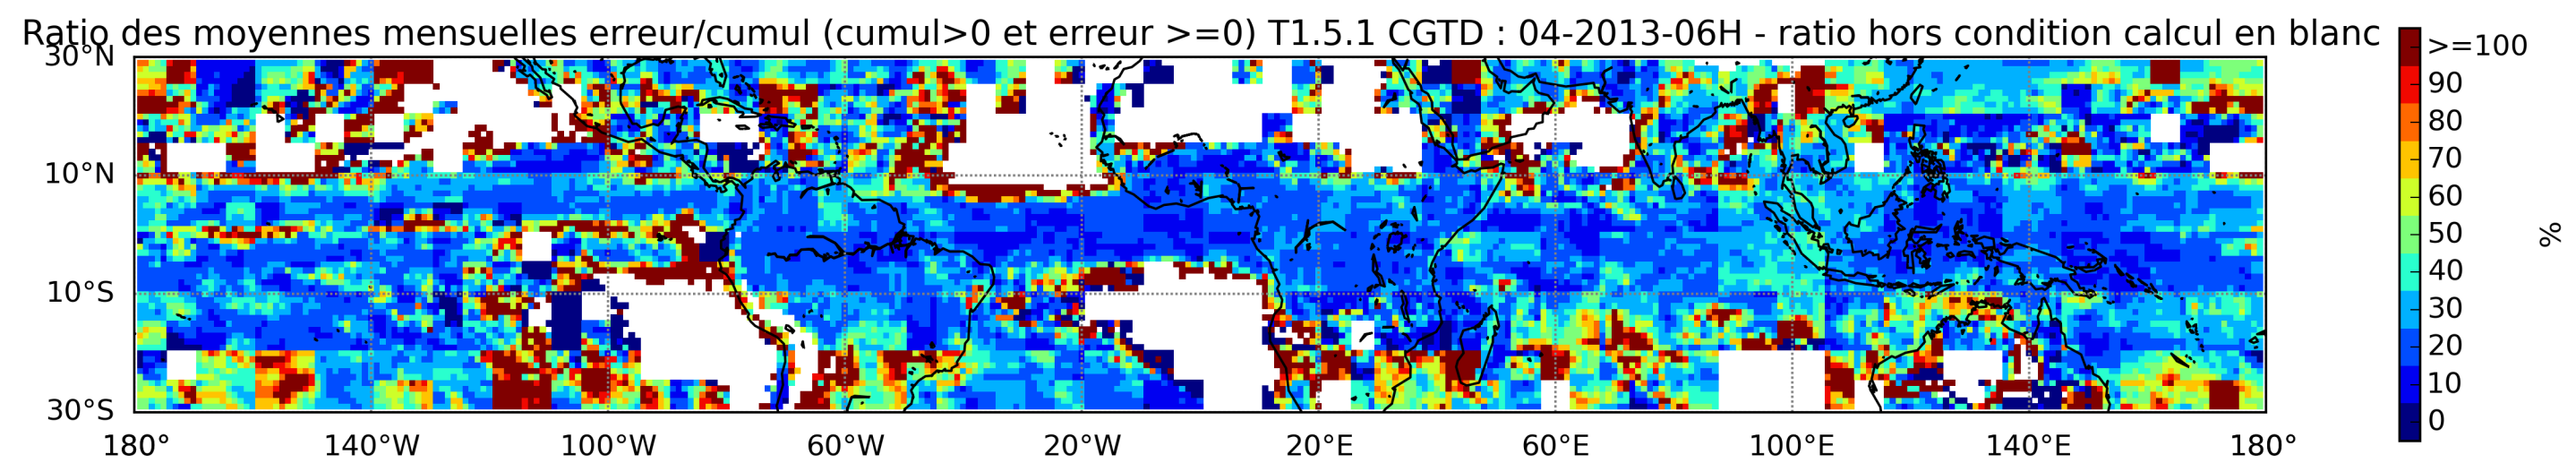 Ratio des moyennes mensuelles erreur/cumul (cumul>0 et erreur >=0) T1.5.1 CGTD : 04-2013-06H - ratio hors condition calcul en blanc
30°N
10°N
10°S
30°S
180° 140°W 100°W 60°W 20°W 20°E 60°E 100°E 140°E 180°
>=100
90
80
70
60
50
40
30
20
10
0
%